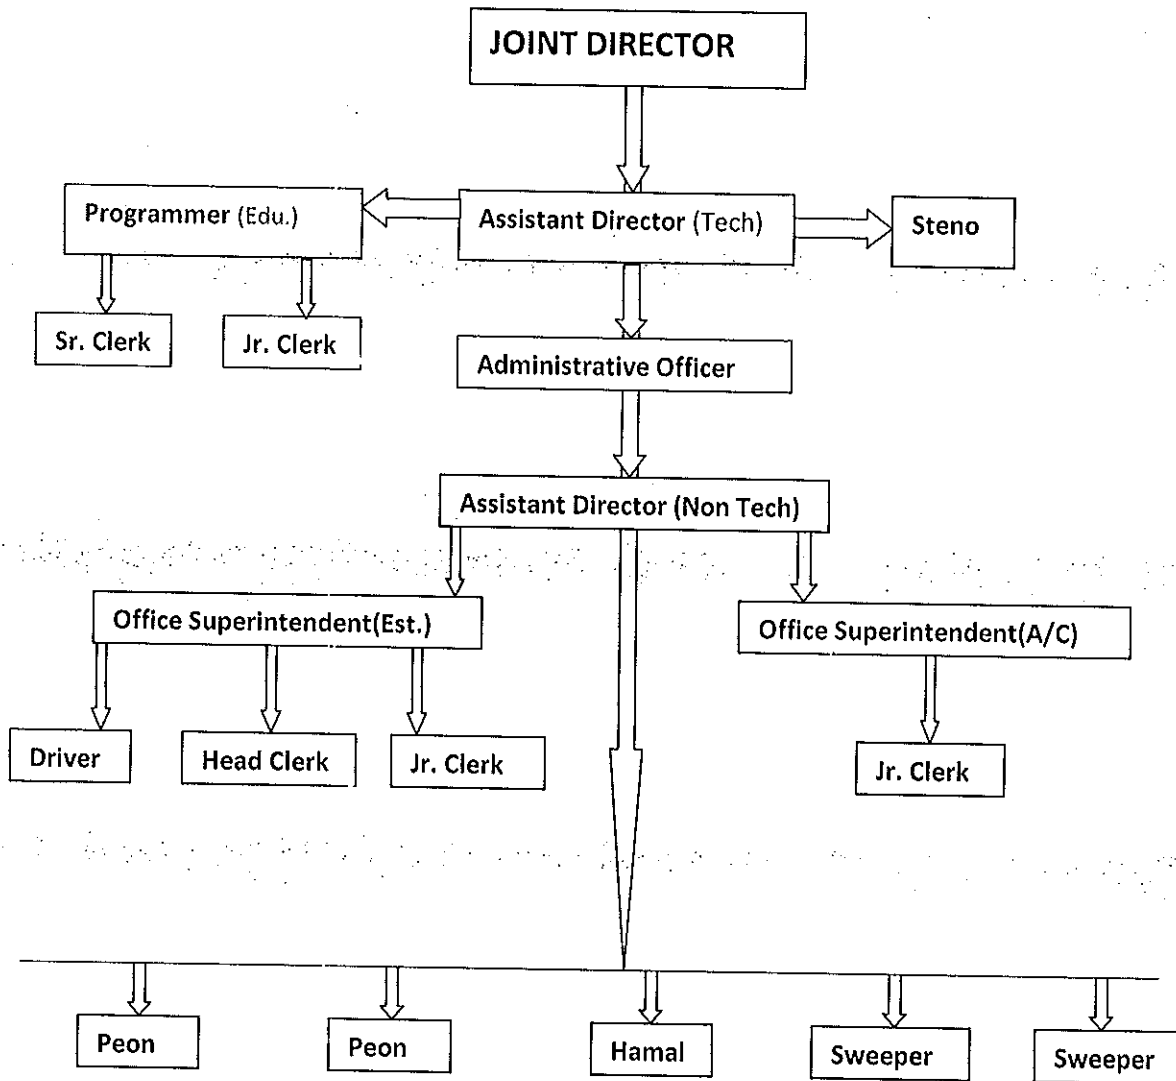 JOINT DIRECTOR
Programmer (Edu.)
Assistant Director (Tech)
Steno
Sr. Clerk
Jr. Clerk
Administrative Officer
Assistant Director (Non Tech)
Office Superintendent(Est.)
Office Superintendent(A/C)
Driver
Head Clerk
Jr. Clerk
Jr. Clerk
Peon
Peon
Hamal
Sweeper
Sweeper